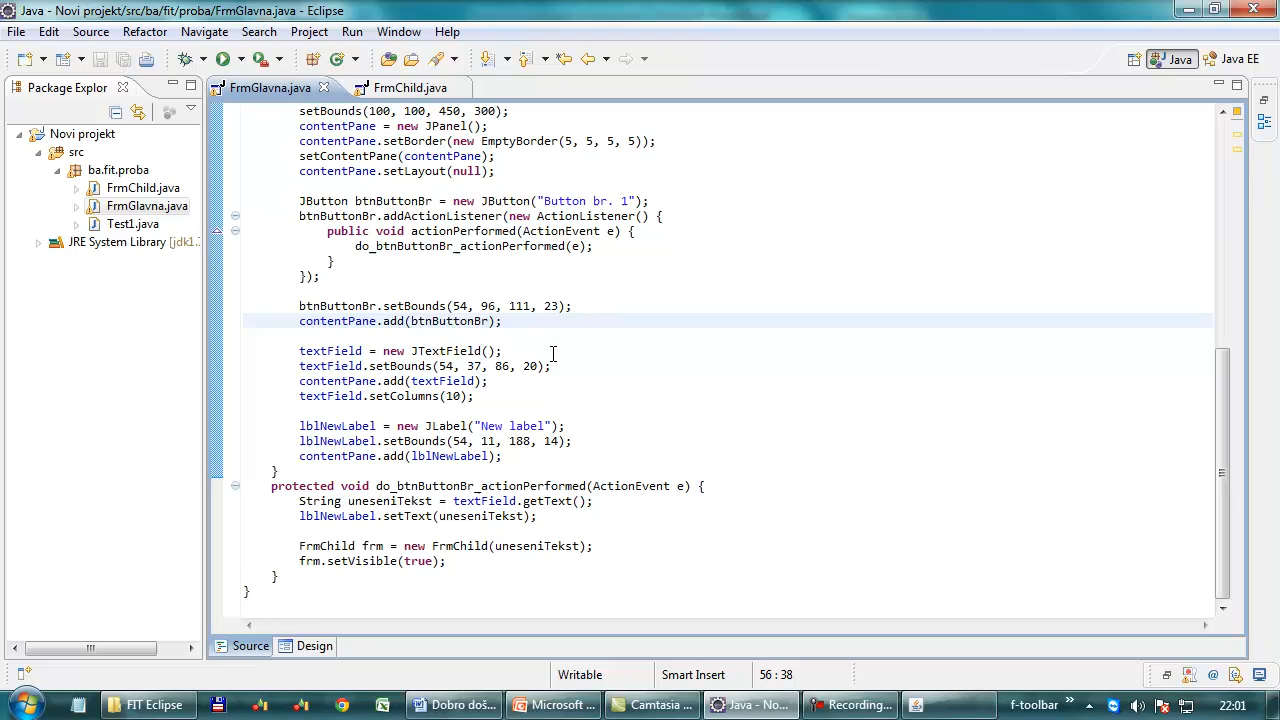 Java - Novi projekt/src/ba/fit/proba/FrmGlavna.java - Eclipse
File Edit Source Refactor Navigate Search Project Run Window Help
Java Java EE
Package Explor
FrmGlavna.java FrmChild.java
Novi projekt
src
ba.fit.proba
FrmChild.java
FrmGlavna.java
Test1.java
JRE System Library [jdk1.
setBounds(100, 100, 450, 300);
contentPane = new JPanel();
contentPane.setBorder(new EmptyBorder(5, 5, 5, 5));
setContentPane(contentPane);
contentPane.setLayout(null);
JButton btnButtonBr = new JButton("Button br. 1");
btnButtonBr.addActionListener(new ActionListener() {
public void actionPerformed(ActionEvent e) {
do_btnButtonBr_actionPerformed(e);
}
});
btnButtonBr.setBounds(54, 96, 111, 23);
contentPane.add(btnButtonBr);
textField = new JTextField();
textField.setBounds(54, 37, 86, 20);
contentPane.add(textField);
textField.setColumns(10);
lblNewLabel = new JLabel("New label");
lblNewLabel.setBounds(54, 11, 188, 14);
contentPane.add(lblNewLabel);
}
protected void do_btnButtonBr_actionPerformed(ActionEvent e) {
String uneseniTekst = textField.getText();
lblNewLabel.setText(uneseniTekst);
FrmChild frm = new FrmChild(uneseniTekst);
frm.setVisible(true);
}
}
Source Design
Writable Smart Insert 56 : 38
FIT Eclipse Dobro doš... Microsoft ... Camtasia ... Java - No... Recording... f-toolbar 22:01